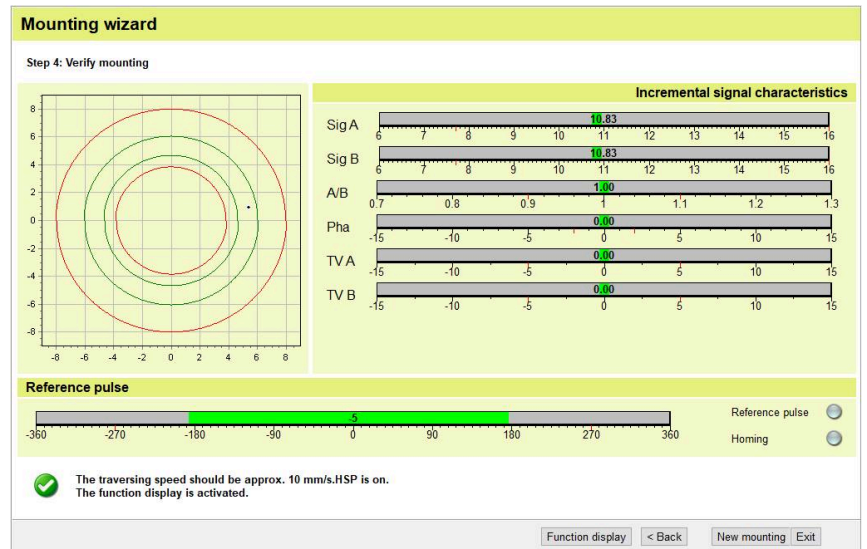 Mounting wizard
Step 4: Verify mounting
8
6
4
2
0
-2
-4
-6
-8
-8 -6 -4 -2 0 2 4 6 8
Incremental signal characteristics
Sig A 10.83
6 7 8 9 10 11 12 13 14 15 16
Sig B 10.83
6 7 8 9 10 11 12 13 14 15 16
A/B 1.00
0.7 0.8 0.9 1 1.1 1.2 1.3
Pha 0.00
-15 -10 -5 0 5 10 15
TV A 0.00
-15 -10 -5 0 5 10 15
TV B 0.00
-15 -10 -5 0 5 10 15
Reference pulse
-5
-360 -270 -180 -90 0 90 180 270 360
Reference pulse
Homing
The traversing speed should be approx. 10 mm/s.HSP is on.
The function display is activated.
Function display < Back New mounting Exit